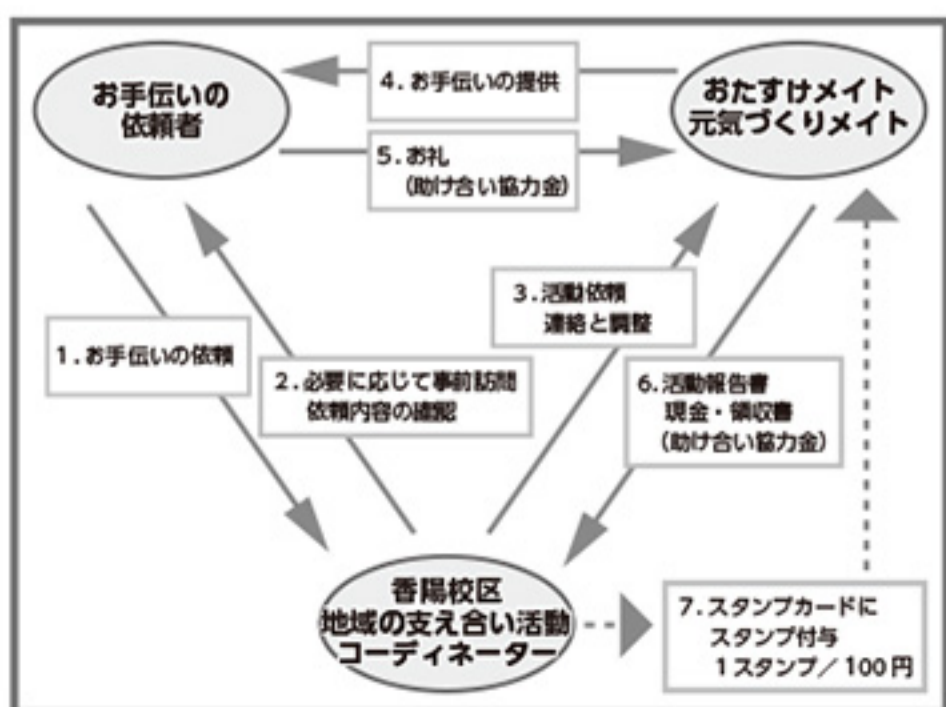 お手伝いの
依頼者
4.お手伝いの提供
おたすけメイト
元気づくりメイト
5.お礼
(助け合い協力金)
1.お手伝いの依頼
2.必要に応じて事前訪問
依頼内容の確認
3.活動依頼
連絡と調整
6.活動報告書
現金・領収書
(助け合い協力金)
香陽校区
地域の支え合い活動
コーディネーター
7.スタンプカードに
スタンプ付与
1スタンプ/100円